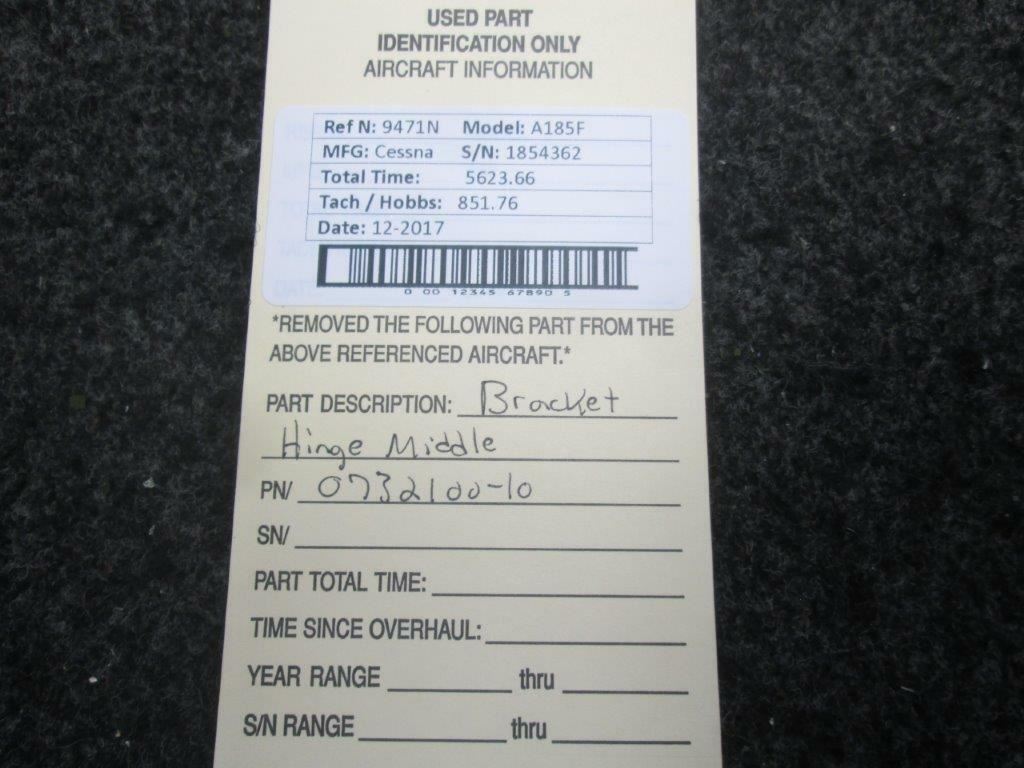 USED PART
IDENTIFICATION ONLY
AIRCRAFT INFORMATION
Ref N: 9471N Model: A185F
MFG: Cessna S/N: 1854362
Total Time: 5623.66
Tach / Hobbs: 851.76
Date: 12-2017
0 00 12345 67890 5
*REMOVED THE FOLLOWING PART FROM THE
ABOVE REFERENCED AIRCRAFT.*
PART DESCRIPTION: Bracket
Hinge Middle
PN/ 0732100-10
SN/
PART TOTAL TIME:
TIME SINCE OVERHAUL:
YEAR RANGE thru
S/N RANGE thru